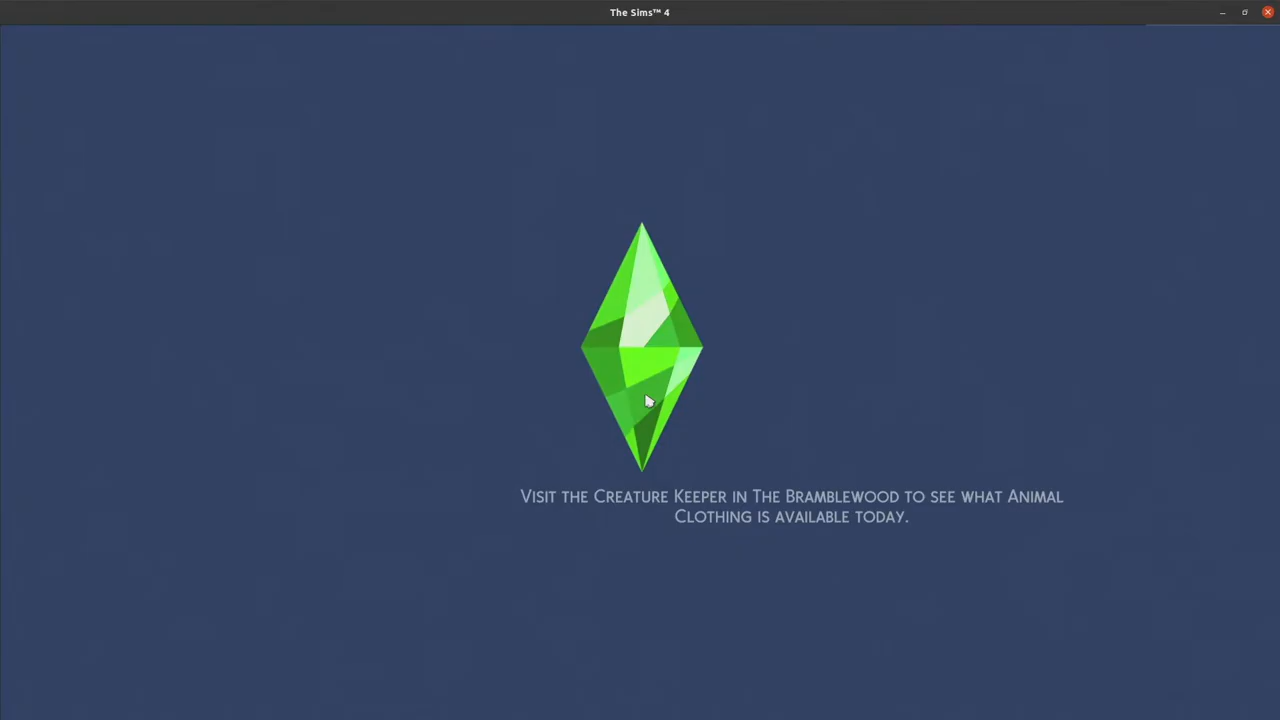 The Sims™ 4
Visit the Creature Keeper in The Bramblewood to see what Animal
Clothing is available today.